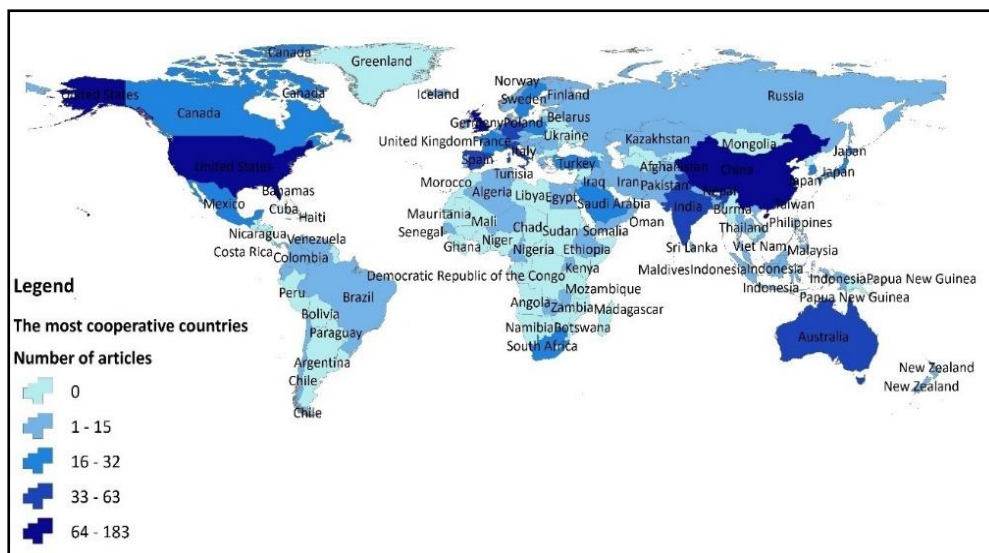 Canada
Greenland
Norway
Iceland
Finland
Sweden
Russia
United States
Canada
Canada
Germany
Poland
Belarus
Ukraine
United Kingdom
France
Kazakhstan
Mongolia
Japan
Italy
United States
Spain
Turkey
Afghanistan
China
Japan
Japan
Tunisia
Morocco
Algeria
Libya
Egypt
Iraq
Iran
Pakistan
Nepal
Bahamas
Mexico
Cuba
Haiti
Saudi Arabia
India
Burma
Taiwan
Mauritania
Mali
Chad
Sudan
Somalia
Oman
Thailand
Philippines
Nicaragua
Venezuela
Senegal
Niger
Ghana
Nigeria
Ethiopia
Sri Lanka
Viet Nam
Malaysia
Costa Rica
Colombia
Kenya
Maldives
Indonesia
Indonesia
Democratic Republic of the Congo
Indonesia
Papua New Guinea
Legend
Peru
Brazil
Mozambique
Indonesia
Papua New Guinea
Angola
Zambia
Madagascar
Bolivia
The most cooperative countries
Paraguay
Namibia
Botswana
Australia
South Africa
Number of articles
Argentina
New Zealand
Chile
New Zealand
Chile
0
1 - 15
16 - 32
33 - 63
64 - 183